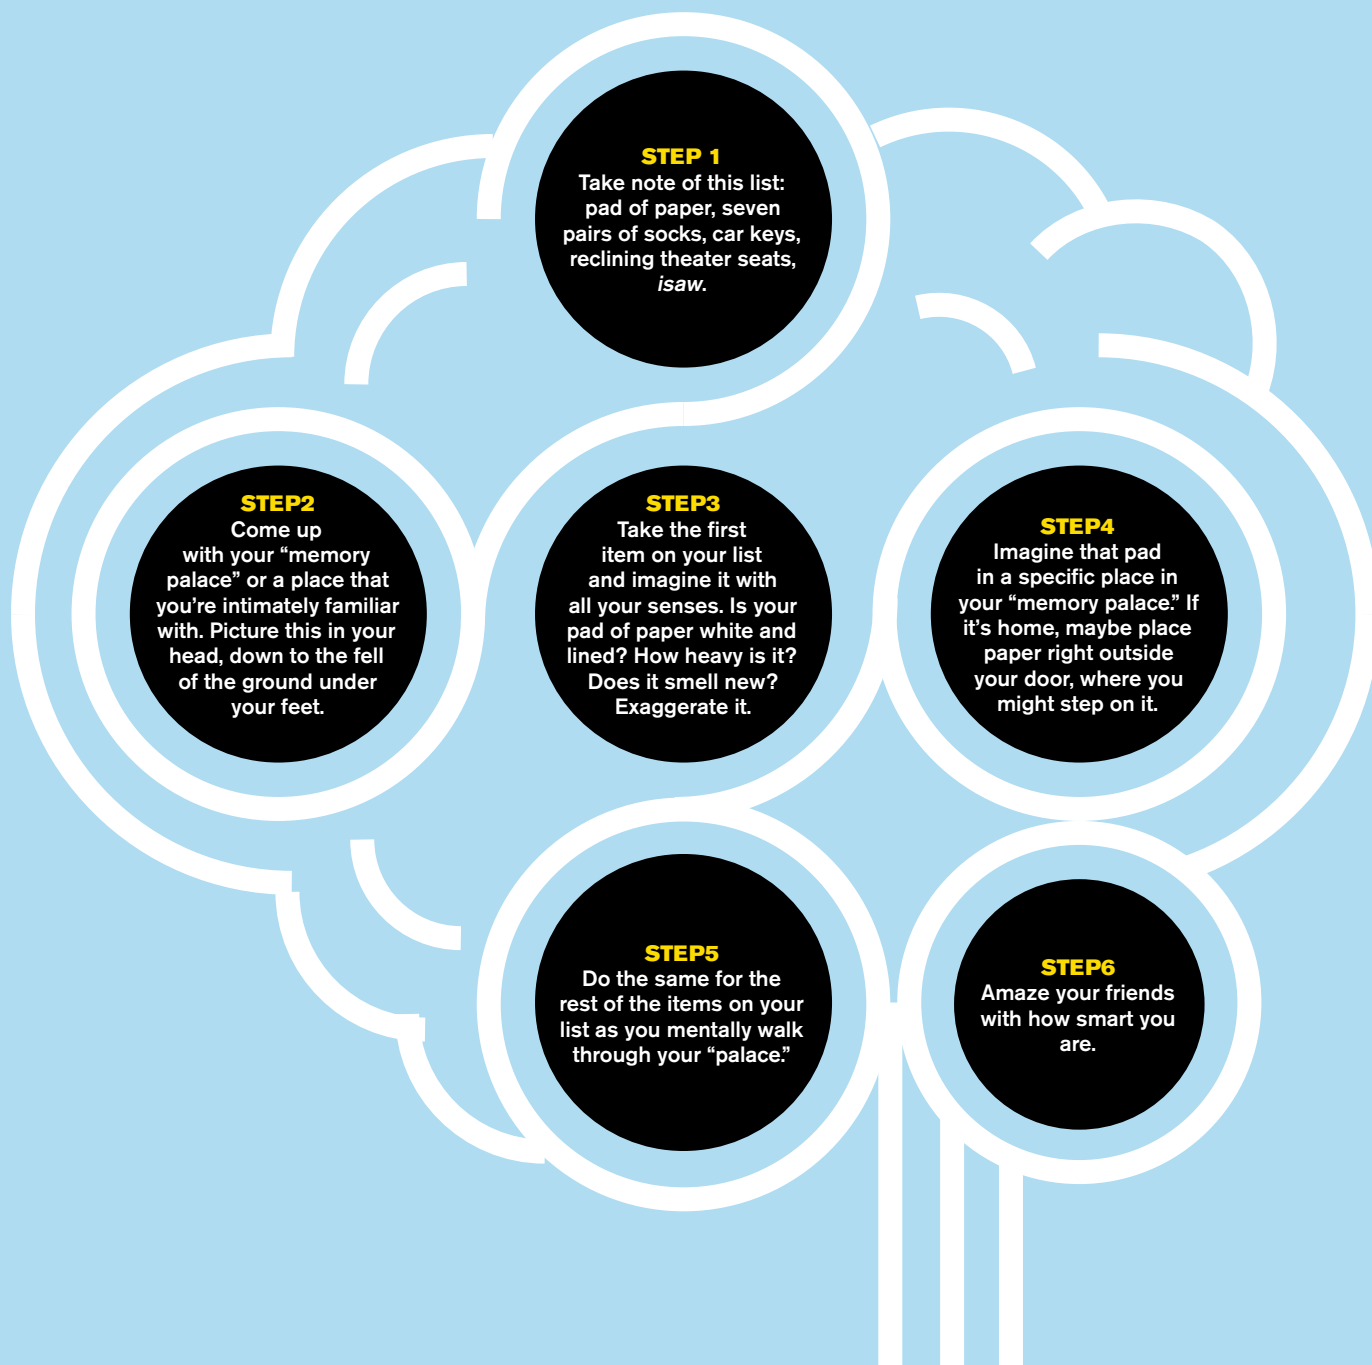 STEP 1
Take note of this list:
pad of paper, seven
pairs of socks, car keys,
reclining theater seats,
isaw.
STEP2
Come up
with your “memory
palace” or a place that
you’re intimately familiar
with. Picture this in your
head, down to the fell
of the ground under
your feet.
STEP3
Take the first
item on your list
and imagine it with
all your senses. Is your
pad of paper white and
lined? How heavy is it?
Does it smell new?
Exaggerate it.
STEP4
Imagine that pad
in a specific place in
your “memory palace.” If
it’s home, maybe place
paper right outside
your door, where you
might step on it.
STEP5
Do the same for the
rest of the items on your
list as you mentally walk
through your “palace.”
STEP6
Amaze your friends
with how smart you
are.